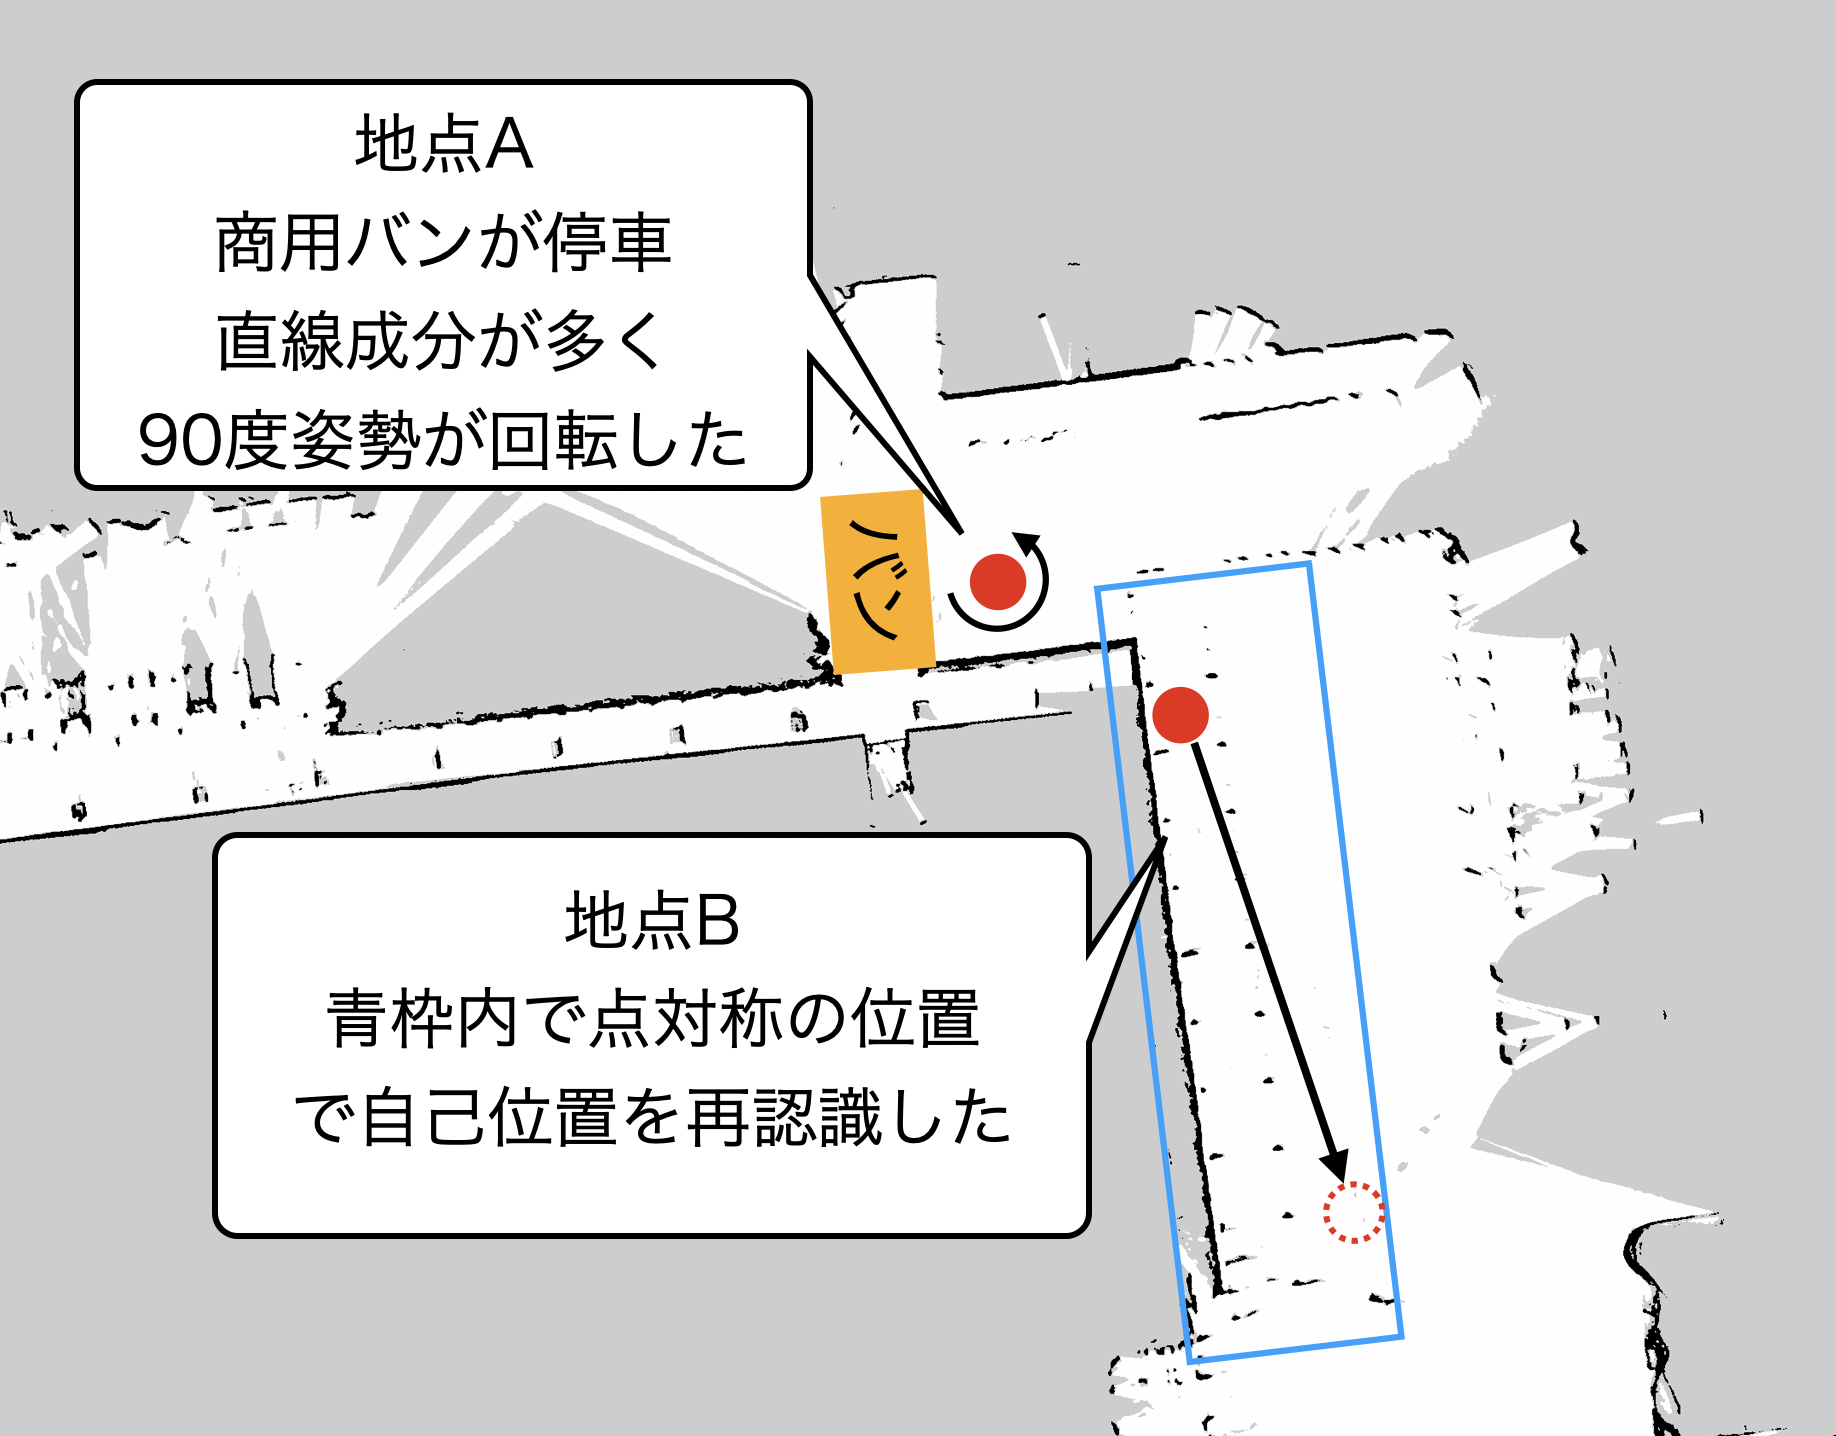 地点A
商用バンが停車
直線成分が多く
90度姿勢が回転した
バン
地点B
青枠内で点対称の位置
で自己位置を再認識した